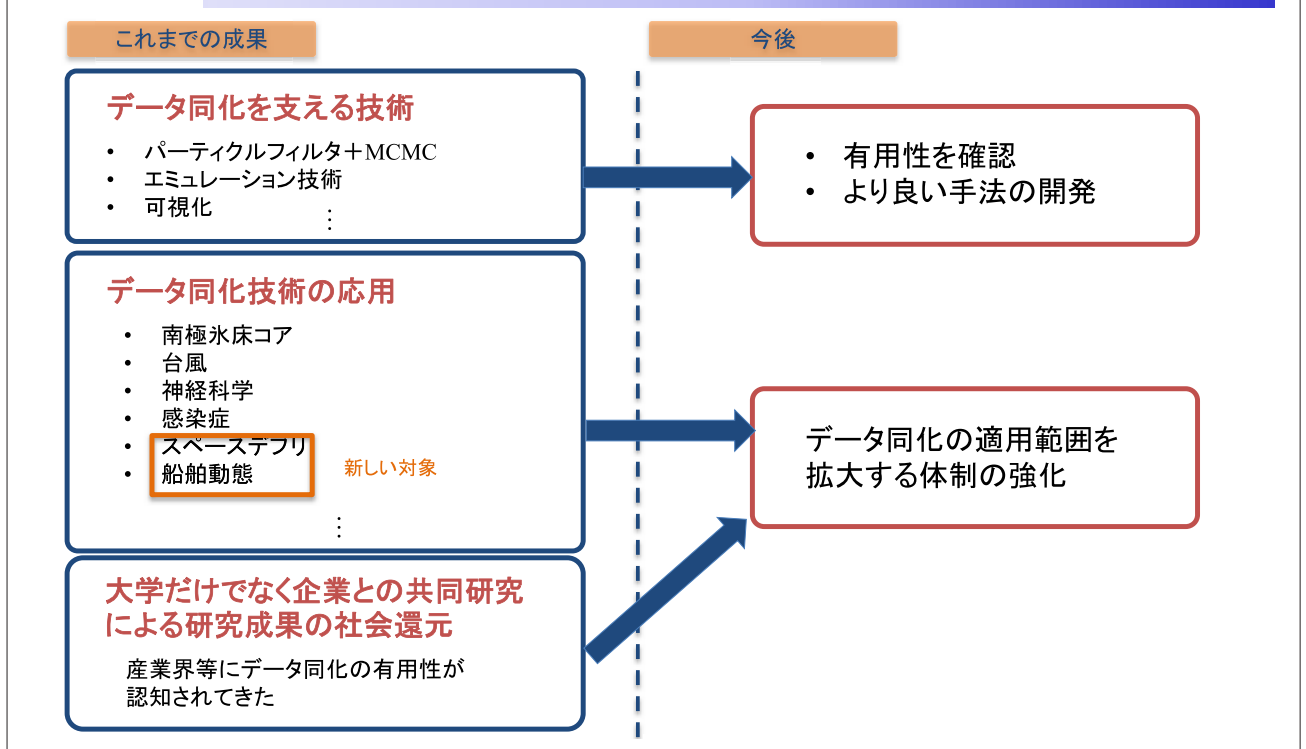 これまでの成果
今後
データ同化を支える技術
• パーティクルフィルタ＋MCMC
• エミュレーション技術
• 可視化
⋮
• 有用性を確認
• より良い手法の開発
データ同化技術の応用
• 南極氷床コア
• 台風
• 神経科学
• 感染症
• スペースデブリ
• 船舶動態
新しい対象
⋮
データ同化の適用範囲を
拡大する体制の強化
大学だけでなく企業との共同研究
による研究成果の社会還元
産業界等にデータ同化の有用性が
認知されてきた